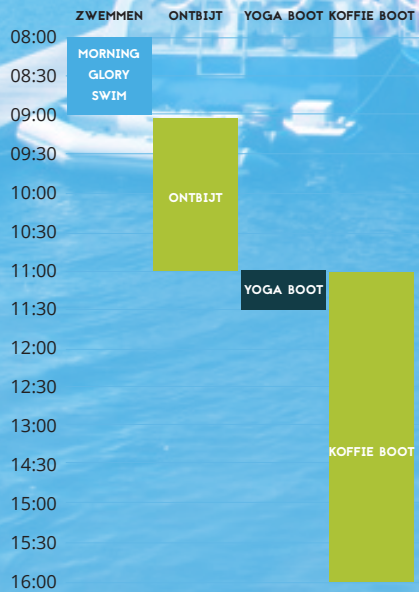 ZWEMMEN ONTBIJT YOGA BOOT KOFFIE BOOT
08:00
MORNING
GLORY
SWIM
08:30
09:00
09:30
10:00
ONTBIJT
10:30
11:00
YOGA BOOT
11:30
12:00
12:30
13:00
KOFFIE BOOT
14:30
15:00
15:30
16:00